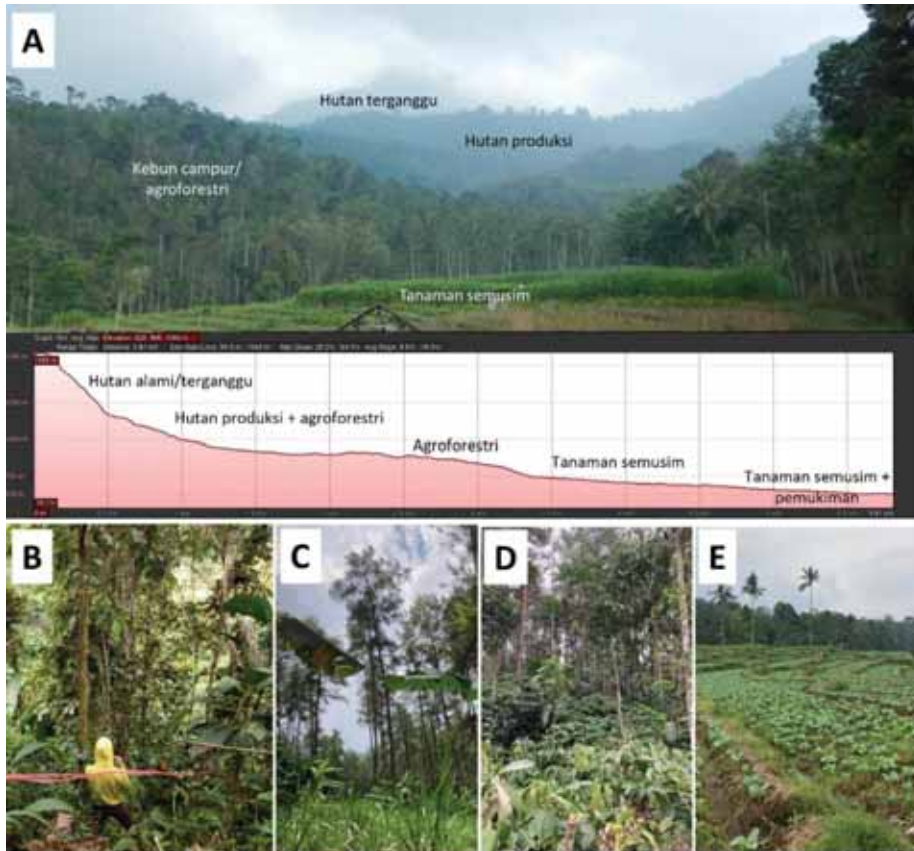 A
Hutan terganggu
Hutan produksi
Kebun campur/
agroforestri
Tanaman semusim
Hutan alami/terganggu
Hutan produksi + agroforestri
Agroforestri
Tanaman semusim
Tanaman semusim +
pemukiman
B
C
D
E